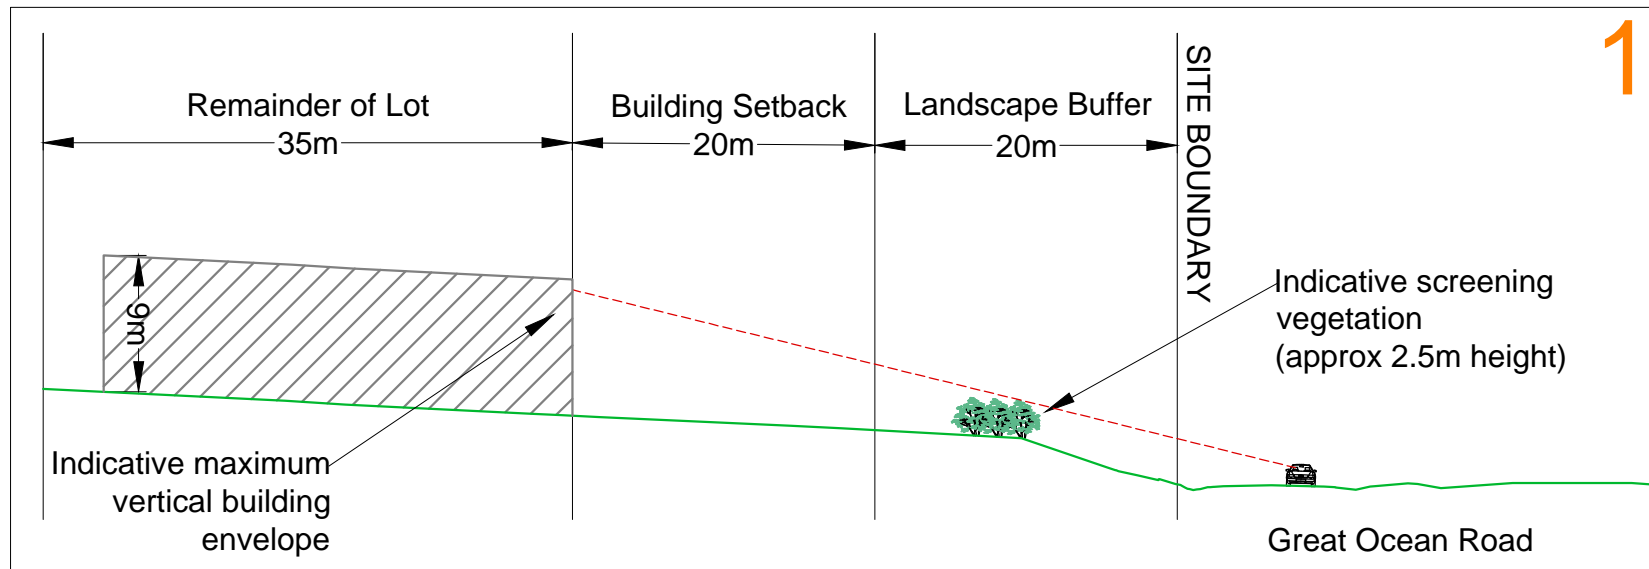 1
Remainder of Lot
35m
Building Setback
20m
Landscape Buffer
20m
SITE BOUNDARY
9m
Indicative screening
vegetation
(approx 2.5m height)
Indicative maximum
vertical building
envelope
Great Ocean Road